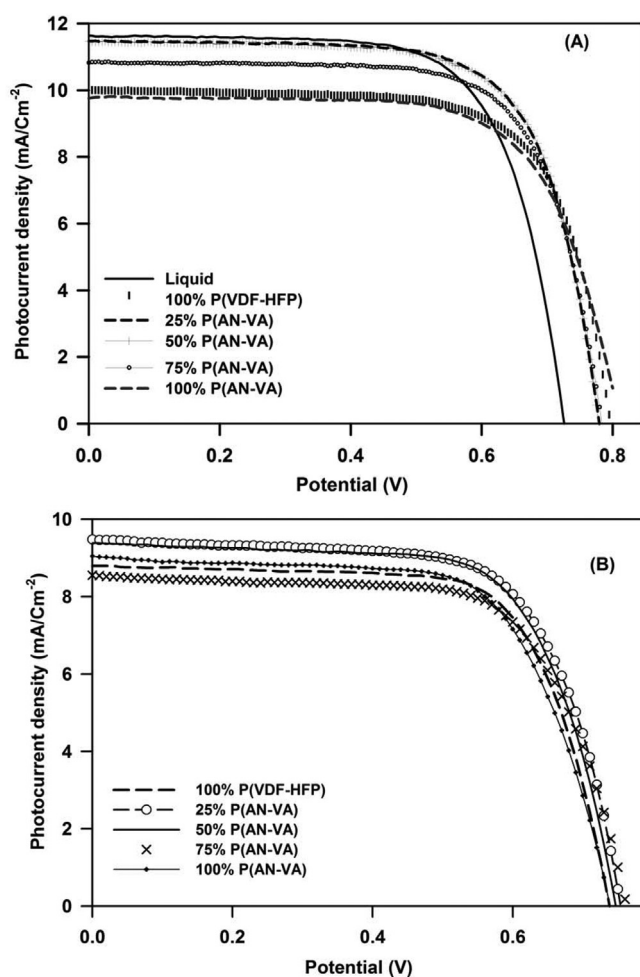 12
10
8
6
4
2
0
Photocurrent density (mA/Cm-2)
(A)
Liquid
100% P(VDF-HFP)
25% P(AN-VA)
50% P(AN-VA)
75% P(AN-VA)
100% P(AN-VA)
0.0 0.2 0.4 0.6 0.8
Potential (V)
10
8
6
4
2
0
Photocurrent density (mA/Cm-2)
(B)
100% P(VDF-HFP)
25% P(AN-VA)
50% P(AN-VA)
75% P(AN-VA)
100% P(AN-VA)
0.0 0.2 0.4 0.6
Potential (V)